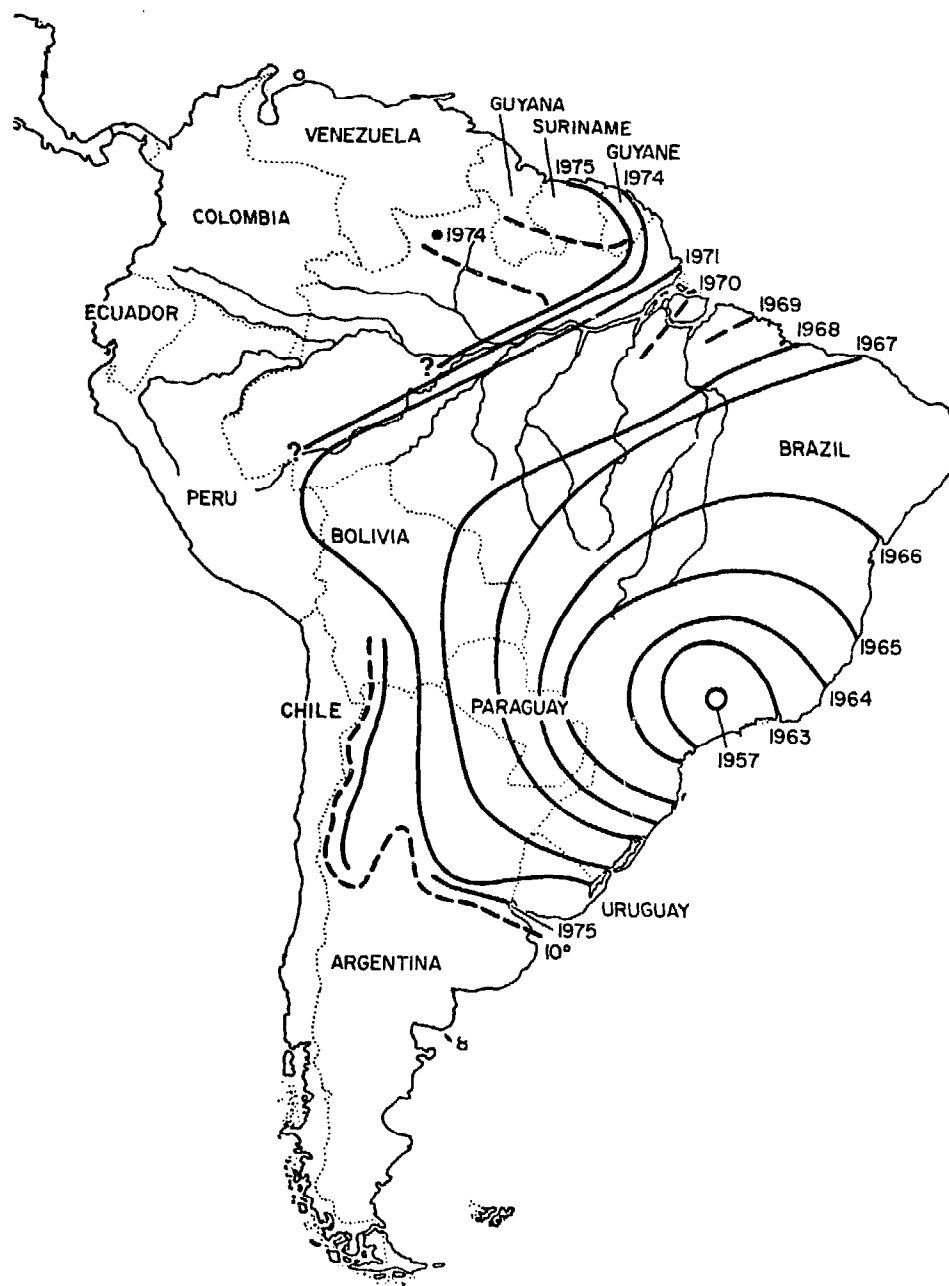 GUYANA
SURINAME
VENEZUELA
GUYANE
1975
1974
COLOMBIA
1974
1971
1970
ECUADOR
1969
1968
1967
?
?
BRAZIL
PERU
BOLIVIA
1966
1965
1964
CHILE
PARAGUAY
1963
1957
URUGUAY
1975
10°
ARGENTINA